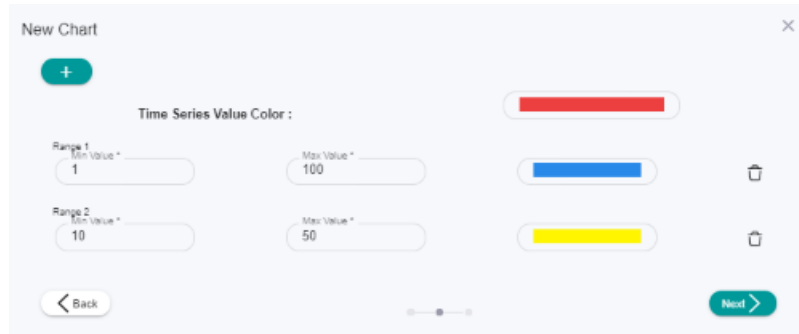 New Chart
+
Time Series Value Color :
Range 1
Min Value * Max Value *
1 100
Range 2
Min Value * Max Value *
10 50
Back Next